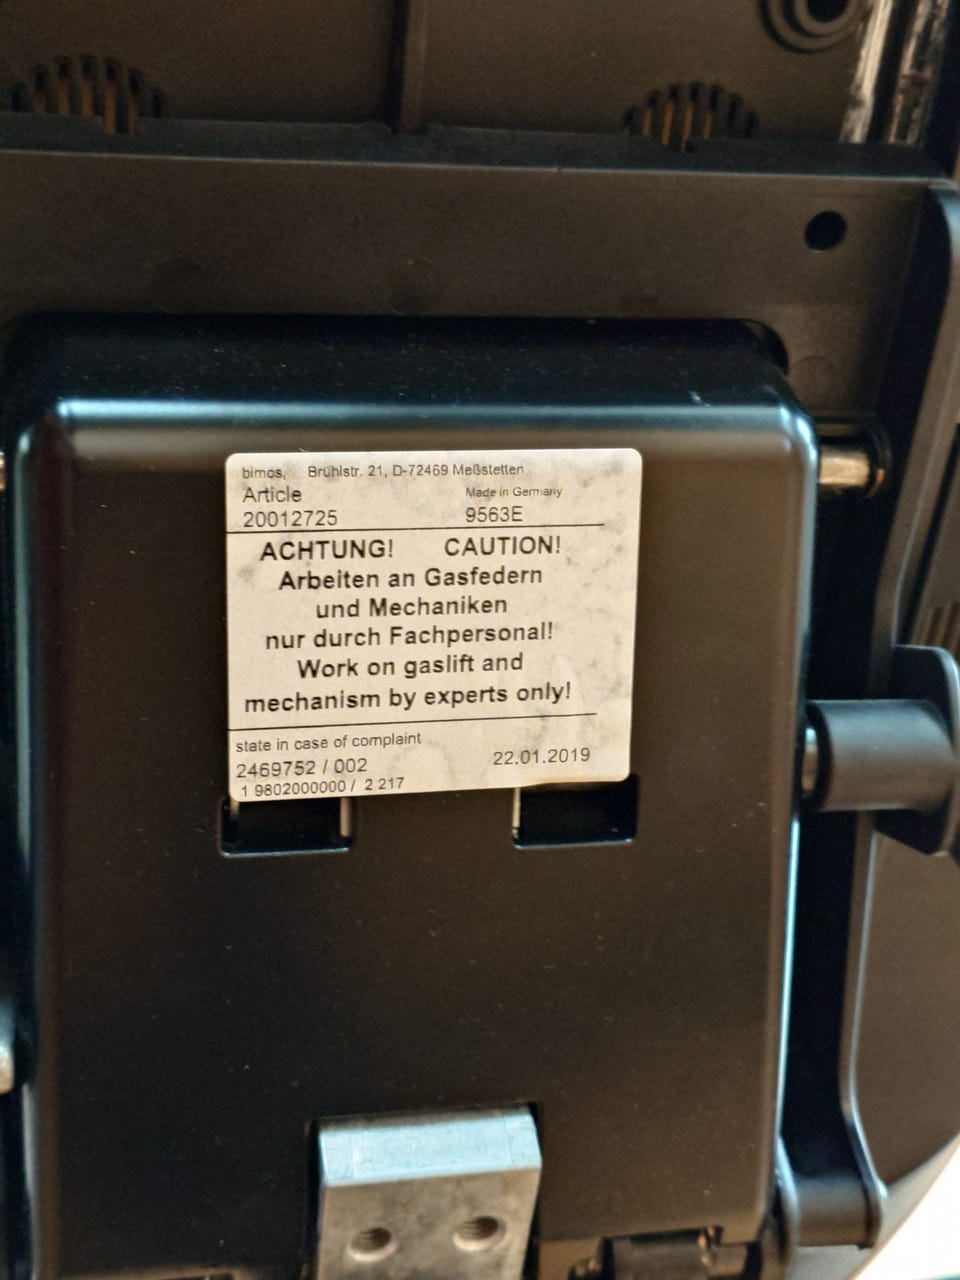 bimos, Brühlstr. 21, D-72469 Meßstetten
Article Made in Germany
20012725 9563E
ACHTUNG! CAUTION!
Arbeiten an Gasfedern
und Mechaniken
nur durch Fachpersonal!
Work on gaslift and
mechanism by experts only!
state in case of complaint
2469752 / 002 22.01.2019
1 9802000000 / 2 217